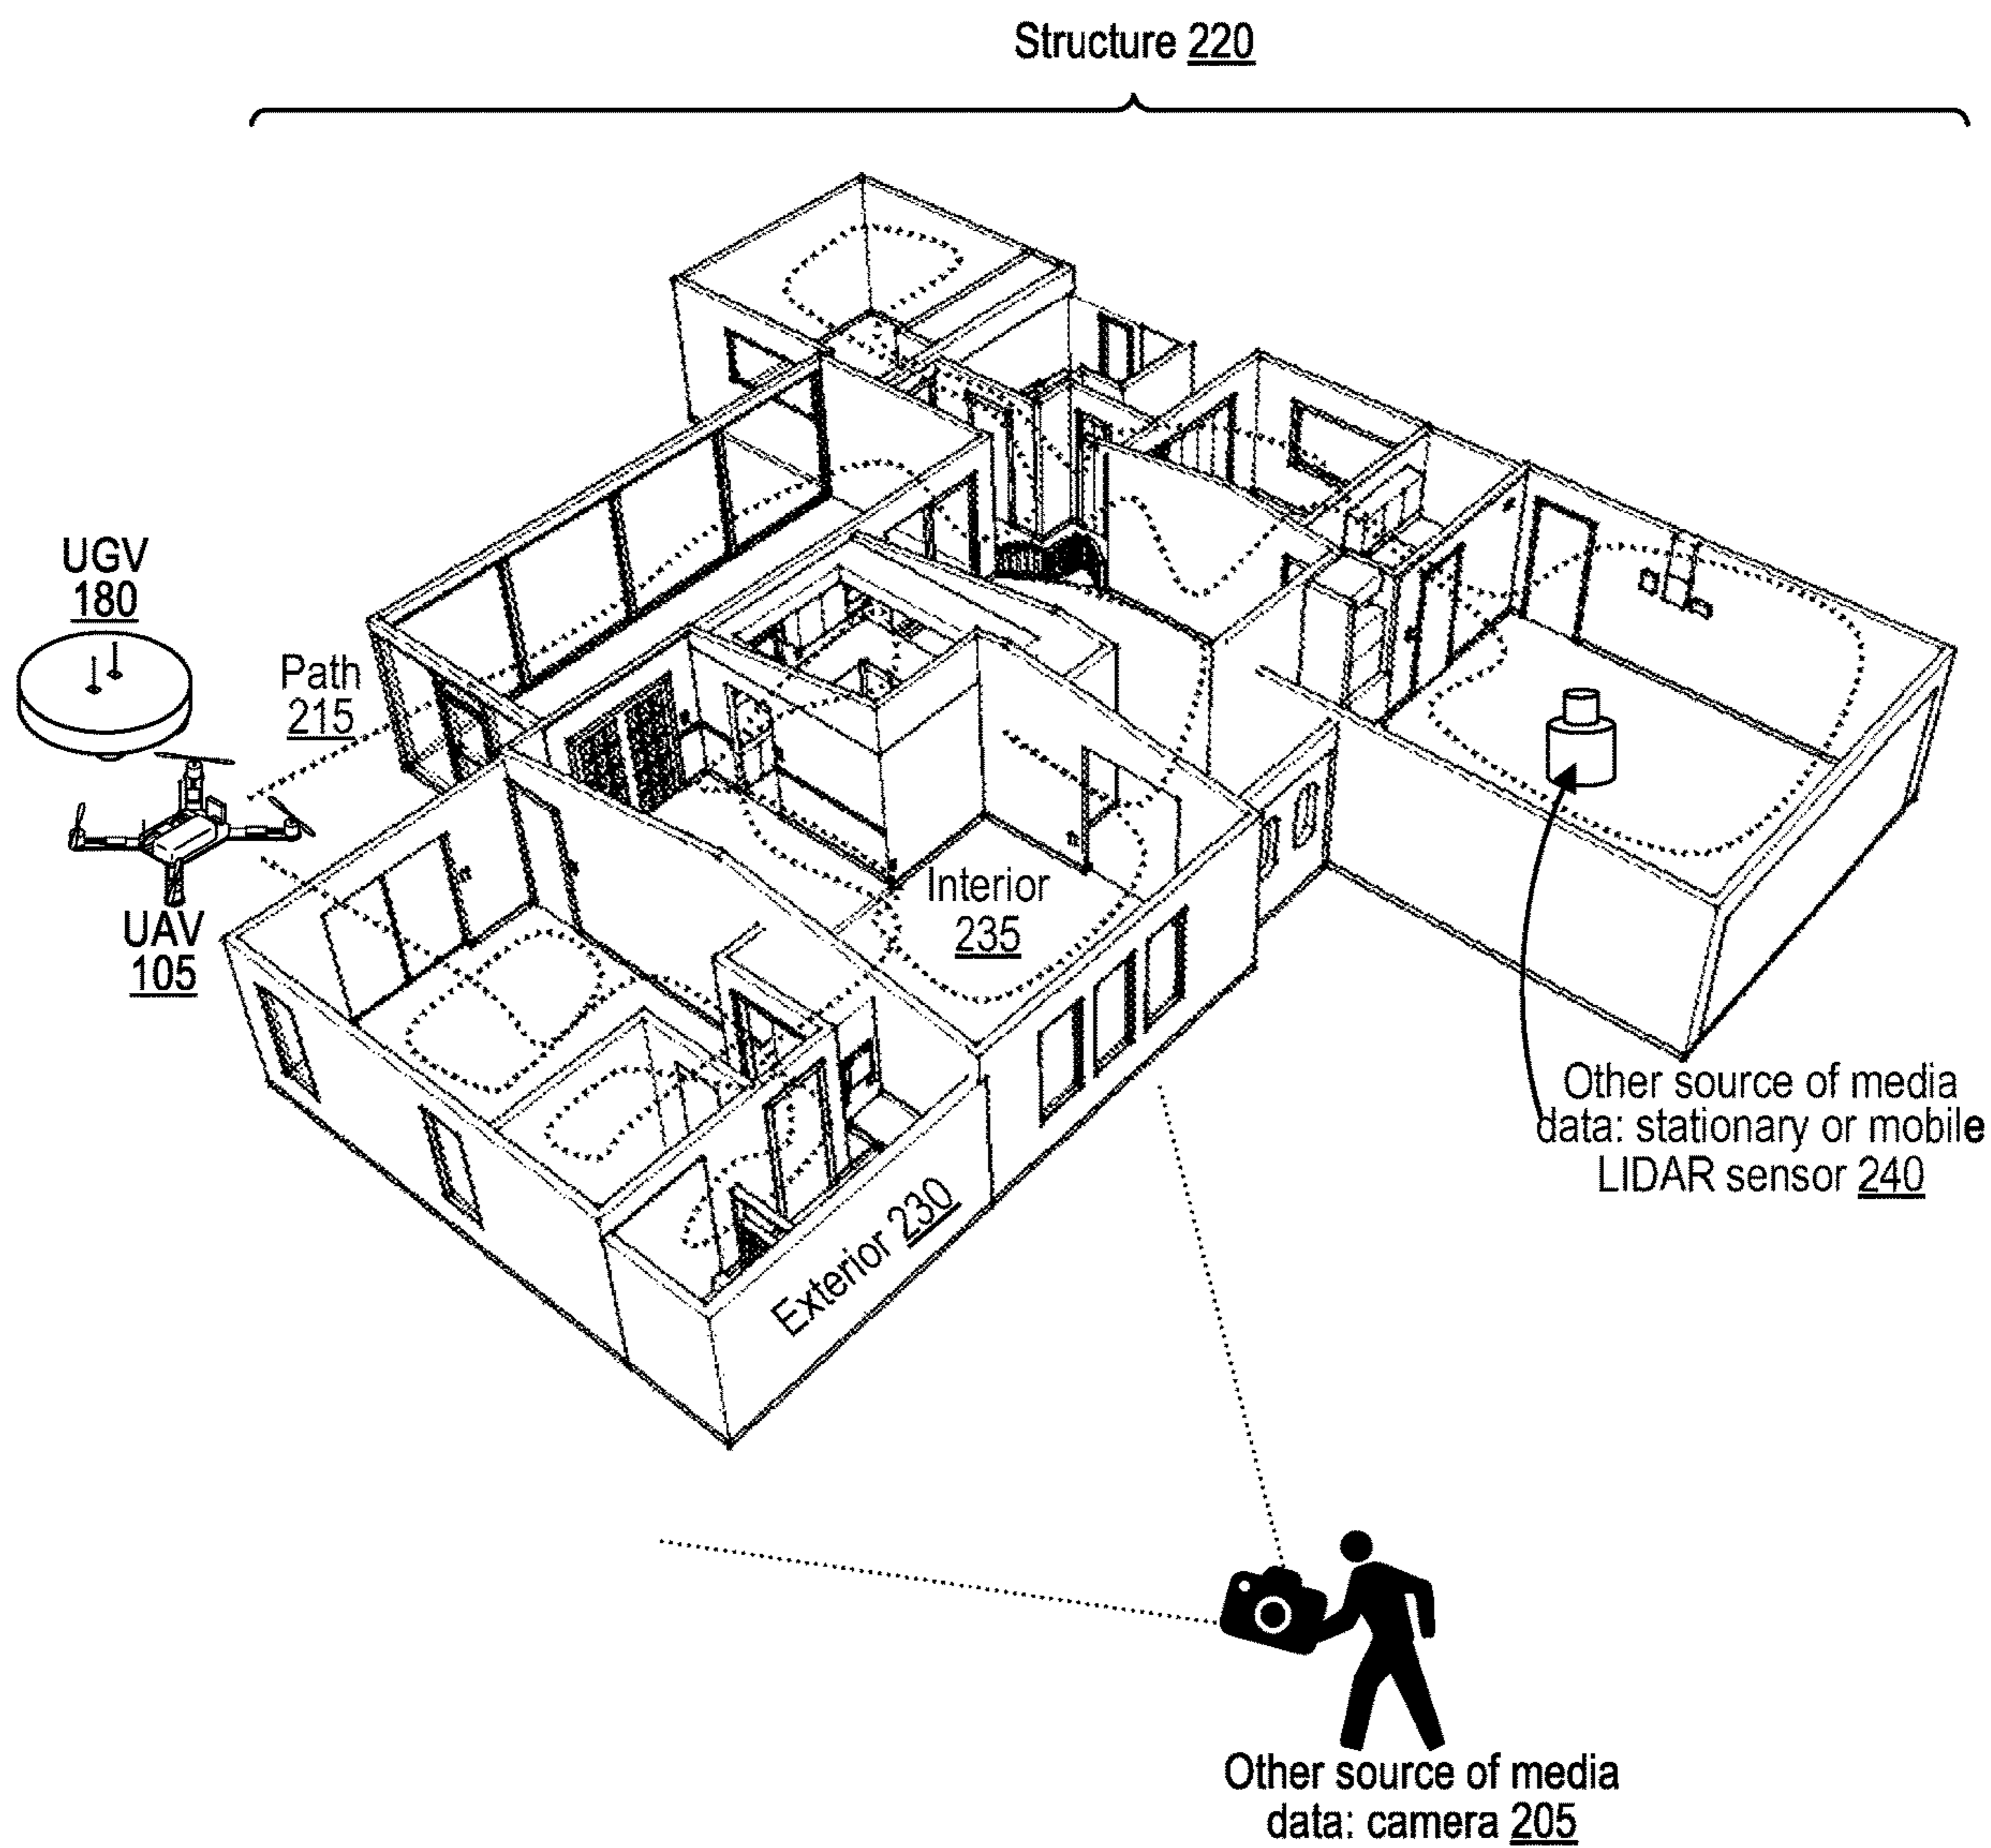 Structure 220
UGV
180
Path
215
UAV
105
Interior
235
Exterior 230
Other source of media
data: stationary or mobile
LIDAR sensor 240
Other source of media
data: camera 205